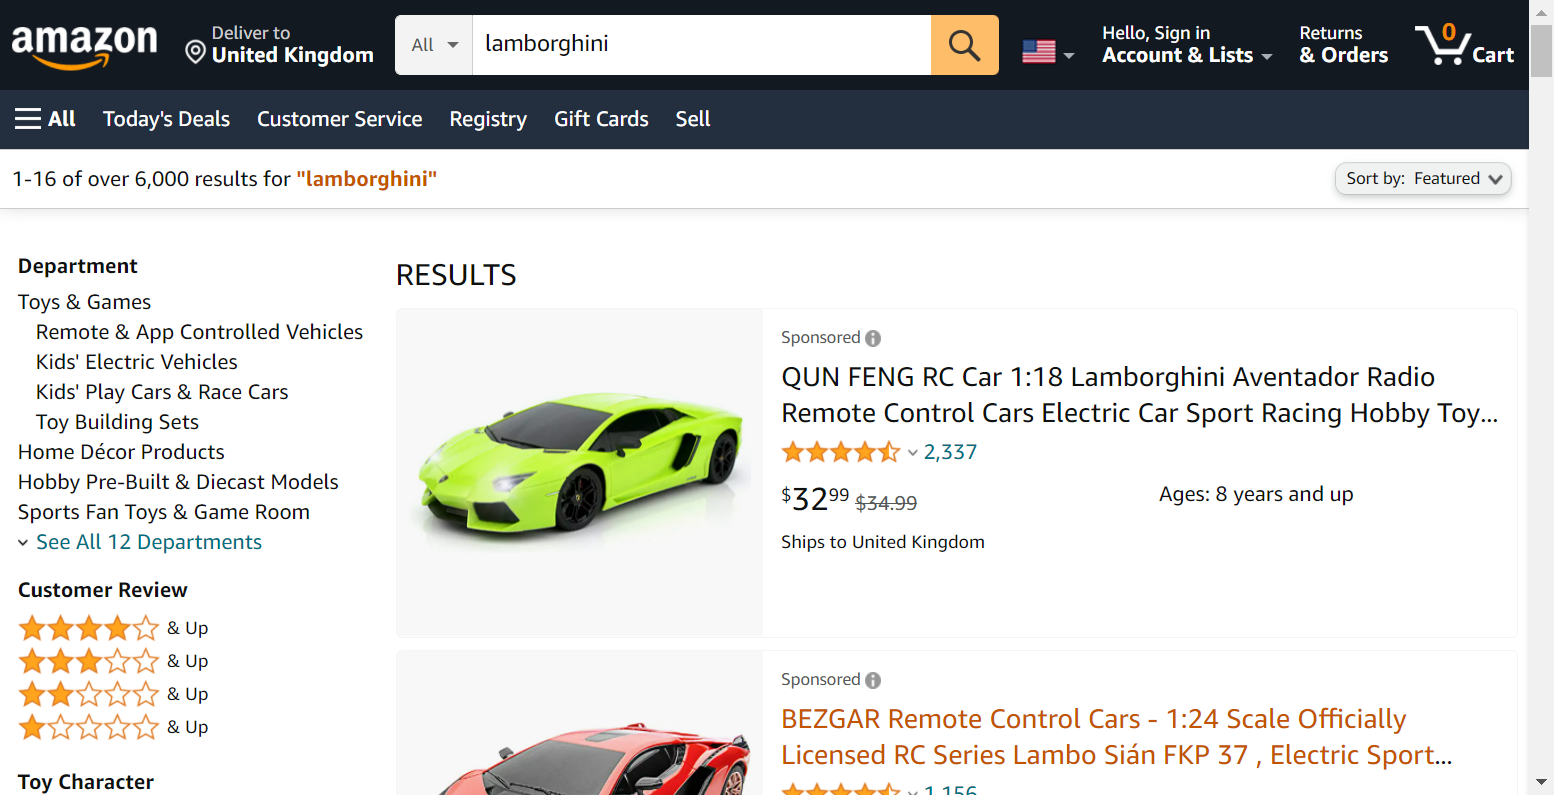 amazon
Deliver to
United Kingdom
All
lamborghini
Hello, Sign in
Account & Lists
Returns
& Orders
0
Cart
All
Today's Deals
Customer Service
Registry
Gift Cards
Sell
1-16 of over 6,000 results for "lamborghini"
Sort by: Featured
Department
Toys & Games
Remote & App Controlled Vehicles
Kids' Electric Vehicles
Kids' Play Cars & Race Cars
Toy Building Sets
Home Décor Products
Hobby Pre-Built & Diecast Models
Sports Fan Toys & Game Room
See All 12 Departments
Customer Review
& Up
& Up
& Up
& Up
Toy Character
RESULTS
Sponsored
QUN FENG RC Car 1:18 Lamborghini Aventador Radio
Remote Control Cars Electric Car Sport Racing Hobby Toy...
2,337
$32 99 $34.99
Ages: 8 years and up
Ships to United Kingdom
Sponsored
BEZGAR Remote Control Cars - 1:24 Scale Officially
Licensed RC Series Lambo Sián FKP 37 , Electric Sport...
1,156